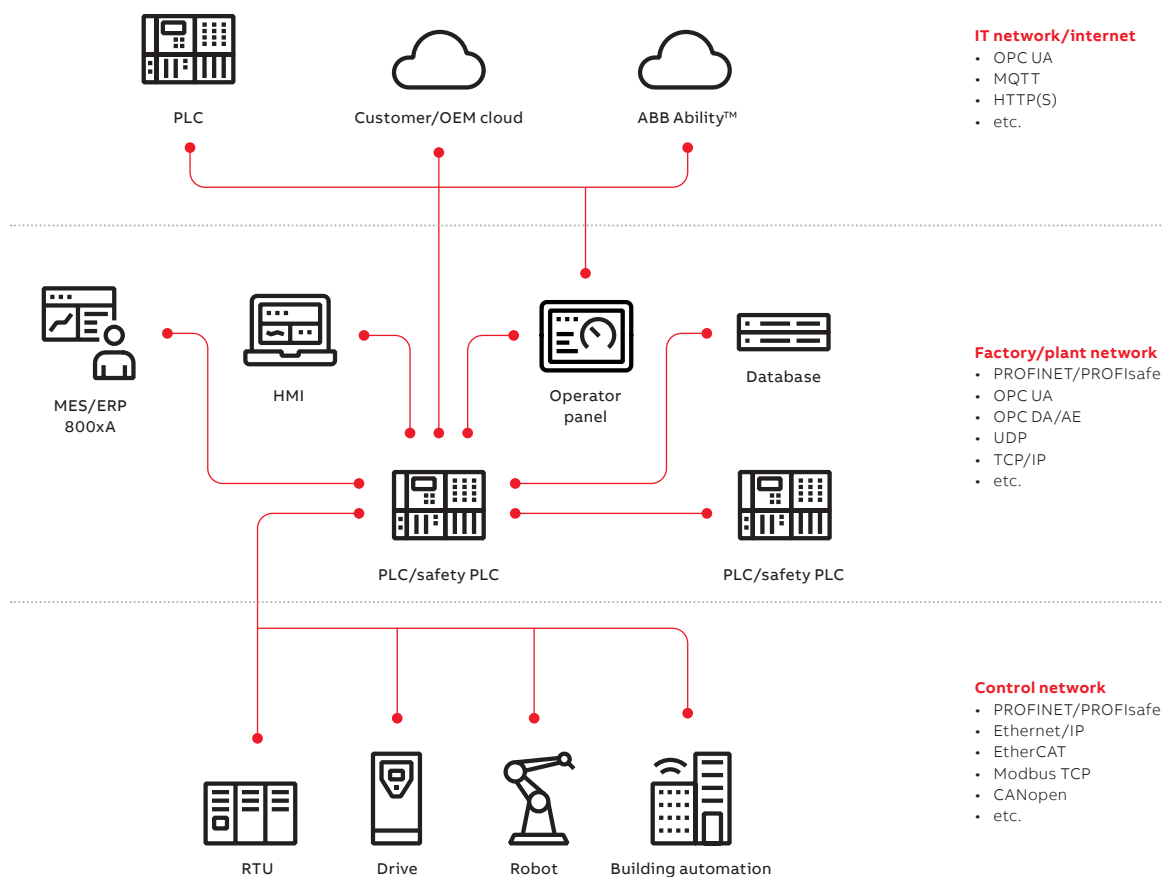 PLC
Customer/OEM cloud
ABB Ability™
IT network/internet
• OPC UA
• MQTT
• HTTP(S)
• etc.
MES/ERP
800xA
HMI
Operator
panel
Database
PLC/safety PLC
PLC/safety PLC
Factory/plant network
• PROFINET/PROFIsafe
• OPC UA
• OPC DA/AE
• UDP
• TCP/IP
• etc.
RTU
Drive
Robot
Building automation
Control network
• PROFINET/PROFIsafe
• Ethernet/IP
• EtherCAT
• Modbus TCP
• CANopen
• etc.